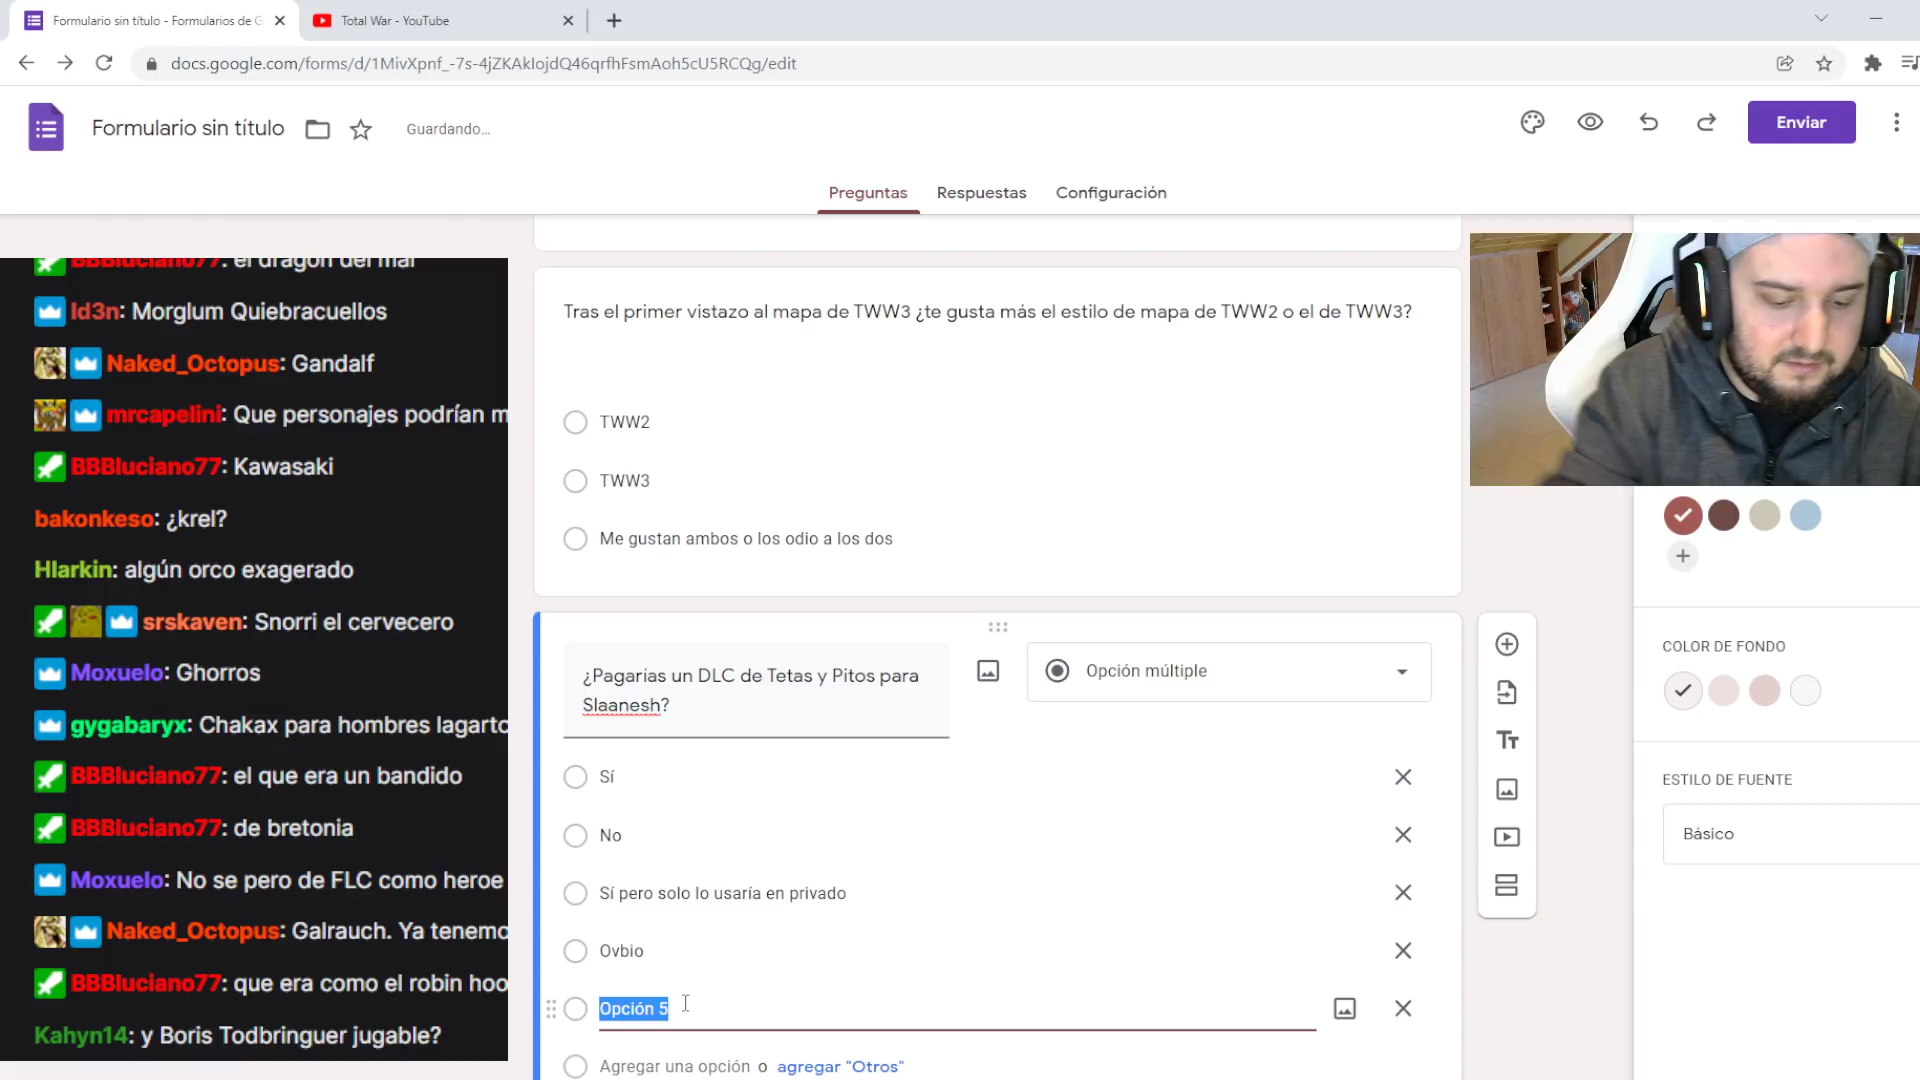 Formulario sin título - Formularios de G
Total War - YouTube
docs.google.com/forms/d/1MivXpnf_-7s-4jZKAkIojdQ46qrfhFsmAoh5cU5RCQg/edit
Formulario sin título
Guardando...
Enviar
Preguntas Respuestas Configuración
BBBluciano77: el dragon del mal
Id3n: Morglum Quiebracuellos
Naked_Octopus: Gandalf
mrcapelini: Que personajes podrían m
BBBluciano77: Kawasaki
bakonkeso: ¿krel?
Hlarkin: algún orco exagerado
srskaven: Snorri el cervecero
Moxuelo: Ghorros
gygabaryx: Chakax para hombres lagarto
BBBluciano77: el que era un bandido
BBBluciano77: de bretonia
Moxuelo: No se pero de FLC como heroe
Naked_Octopus: Galrauch. Ya tenemo
BBBluciano77: que era como el robin hoo
Kahyn14: y Boris Todbringuer jugable?
Tras el primer vistazo al mapa de TWW3 ¿te gusta más el estilo de mapa de TWW2 o el de TWW3?
TWW2
TWW3
Me gustan ambos o los odio a los dos
¿Pagarias un DLC de Tetas y Pitos para
Slaanesh?
Opción múltiple
Sí
No
Sí pero solo lo usaría en privado
Ovbio
Opción 5
Agregar una opción o agregar "Otros"
Tт
COLOR DE FONDO
ESTILO DE FUENTE
Básico